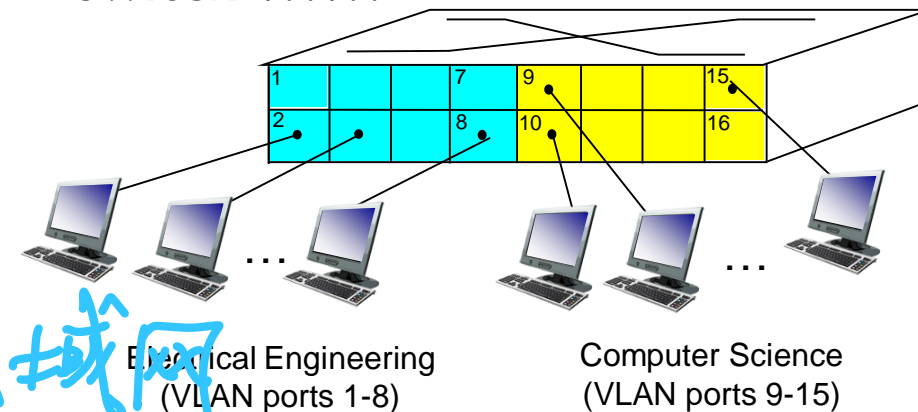 1 7 9 15
2 8 10 16
... ...
Electrical Engineering
(VLAN ports 1-8)
Computer Science
(VLAN ports 9-15)
域网